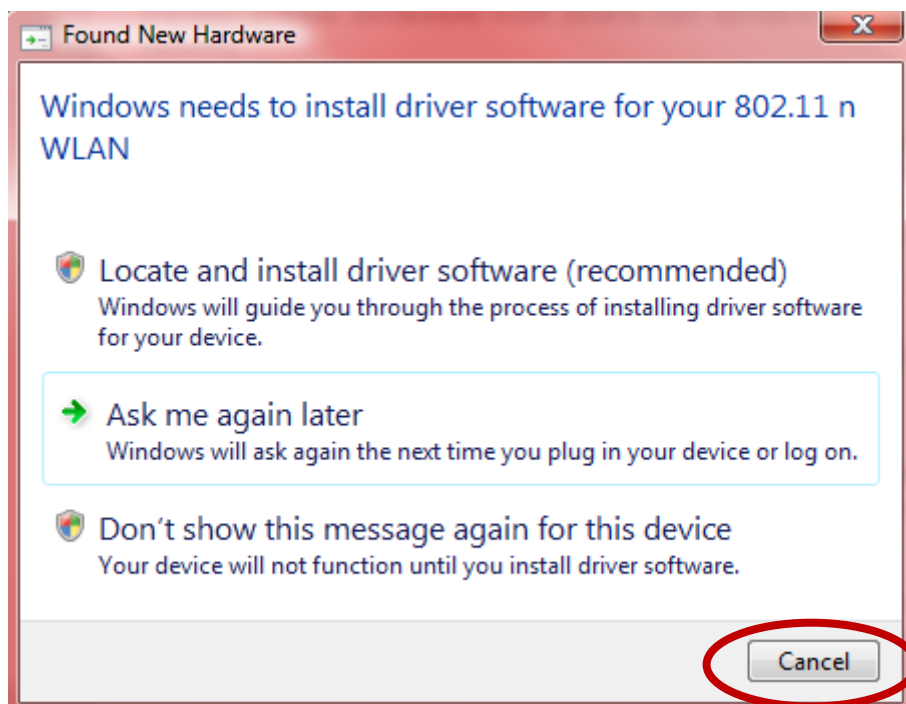 Found New Hardware
Windows needs to install driver software for your 802.11 n
WLAN
Locate and install driver software (recommended)
Windows will guide you through the process of installing driver software
for your device.
Ask me again later
Windows will ask again the next time you plug in your device or log on.
Don't show this message again for this device
Your device will not function until you install driver software.
Cancel